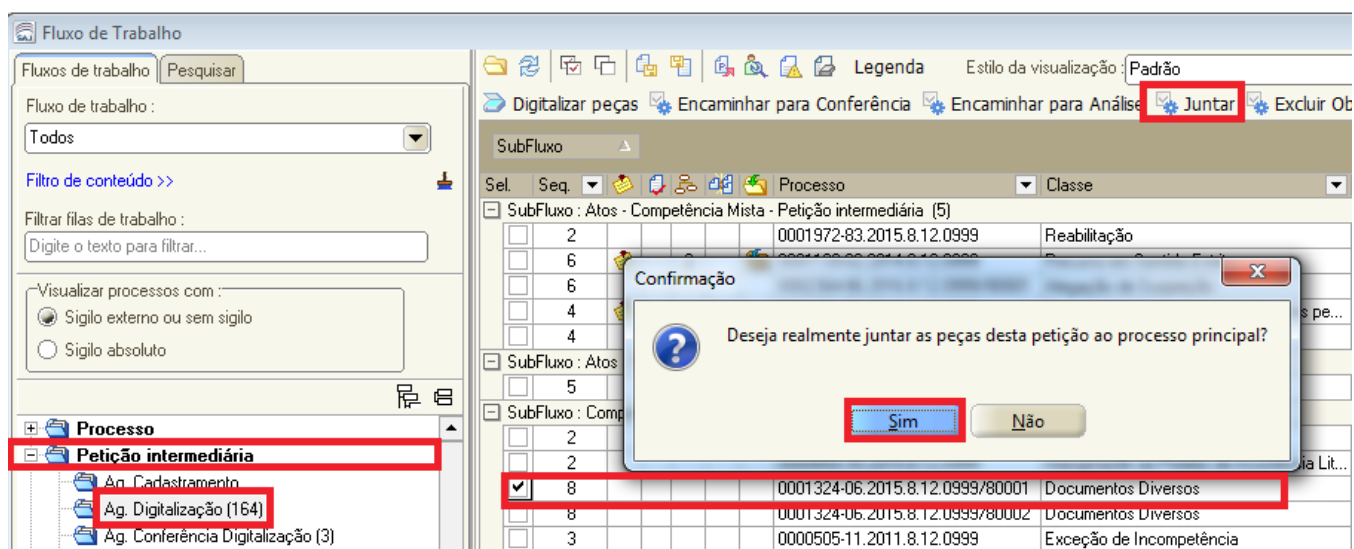 Fluxo de Trabalho
Fluxos de trabalho Pesquisar
Fluxo de trabalho :
Todos
Filtro de conteúdo >>
Filtrar filas de trabalho :
Digite o texto para filtrar...
Visualizar processos com :
Sigilo externo ou sem sigilo
Sigilo absoluto
Processo
Petição intermediária
Ag. Cadastramento
Ag. Digitalização (164)
Ag. Conferência Digitalização (3)
Legenda Estilo da visualização : Padrão
Digitalizar peças Encaminhar para Conferência Encaminhar para Análise Juntar Excluir Ob
SubFluxo
Sel. Seq. Processo Classe
SubFluxo : Atos - Competência Mista - Petição intermediária (5)
2 0001972-83.2015.8.12.0999 Reabilitação
6
6
4 s pe...
4
SubFluxo : Atos
5
SubFluxo : Comp
2
2 ia Lit...
8 0001324-06.2015.8.12.0999/80001 Documentos Diversos
8 0001324-06.2015.8.12.0999/80002 Documentos Diversos
3 0000505-11.2011.8.12.0999 Exceção de Incompetência
Confirmação
Deseja realmente juntar as peças desta petição ao processo principal?
Sim Não